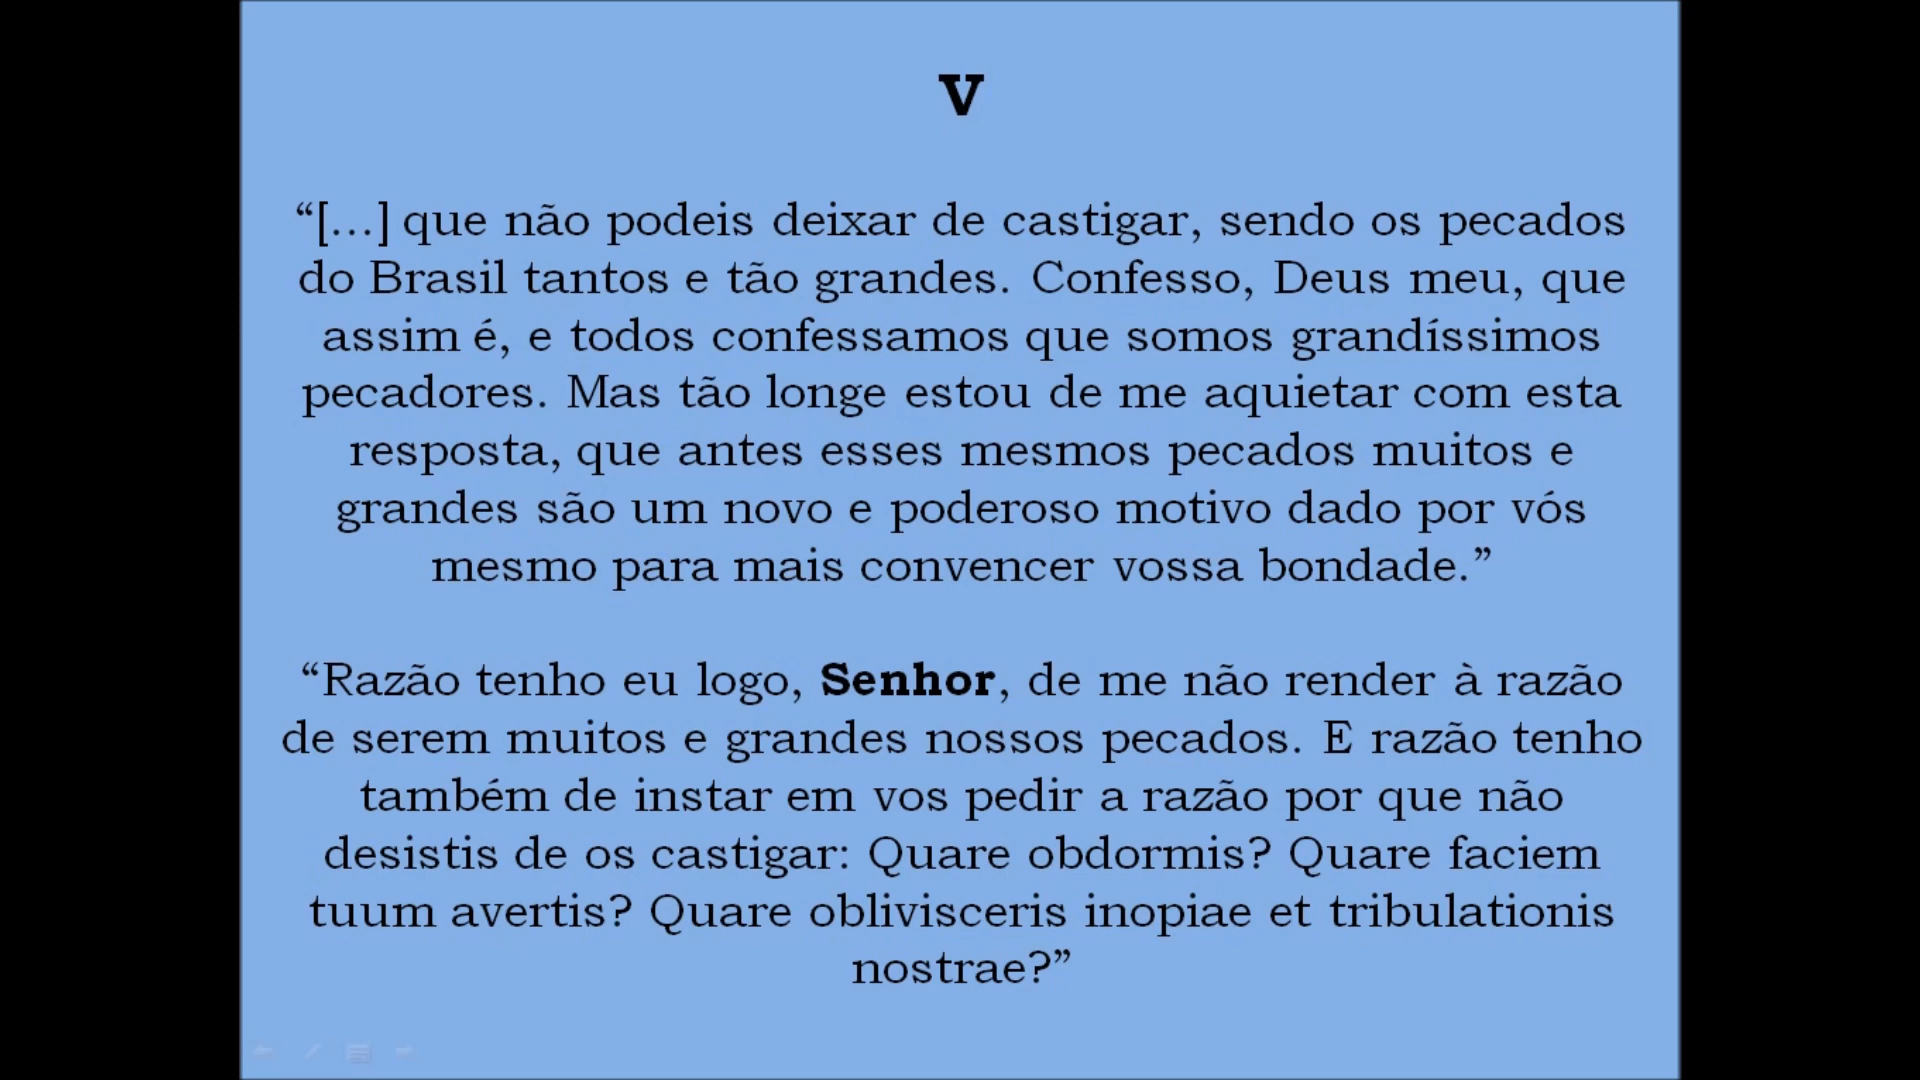 V
“[...] que não podeis deixar de castigar, sendo os pecados
do Brasil tantos e tão grandes. Confesso, Deus meu, que
assim é, e todos confessamos que somos grandíssimos
pecadores. Mas tão longe estou de me aquietar com esta
resposta, que antes esses mesmos pecados muitos e
grandes são um novo e poderoso motivo dado por vós
mesmo para mais convencer vossa bondade.”
“Razão tenho eu logo, Senhor, de me não render à razão
de serem muitos e grandes nossos pecados. E razão tenho
também de instar em vos pedir a razão por que não
desistis de os castigar: Quare obdormis? Quare faciem
tuum avertis? Quare oblivisceris inopiae et tribulationis
nostrae?”